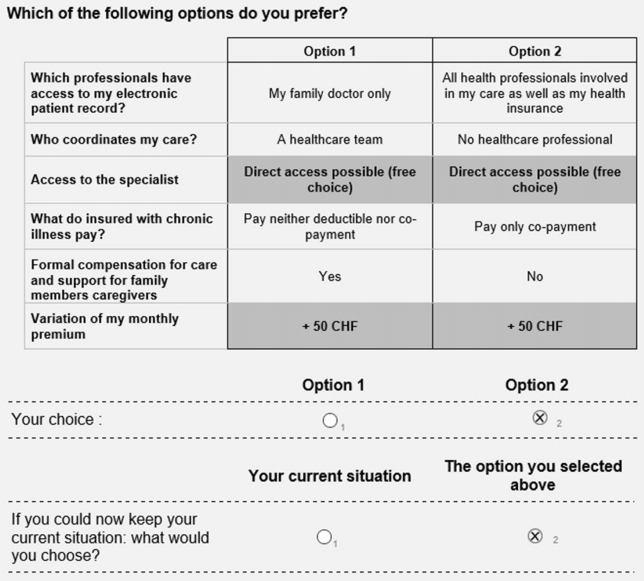 Which of the following options do you prefer?
Option 1 Option 2
Which professionals have
access to my electronic
patient record?
My family doctor only
All health professionals involved
in my care as well as my health
insurance
Who coordinates my care? A healthcare team No healthcare professional
Access to the specialist
Direct access possible (free
choice)
Direct access possible (free
choice)
What do insured with chronic
illness pay?
Pay neither deductible nor co-
payment
Pay only co-payment
Formal compensation for care
and support for family
members caregivers
Yes No
Variation of my monthly
premium
+ 50 CHF + 50 CHF
Option 1 Option 2
Your choice : 1 2
Your current situation
The option you selected
above
If you could now keep your
current situation: what would
you choose?
1 2